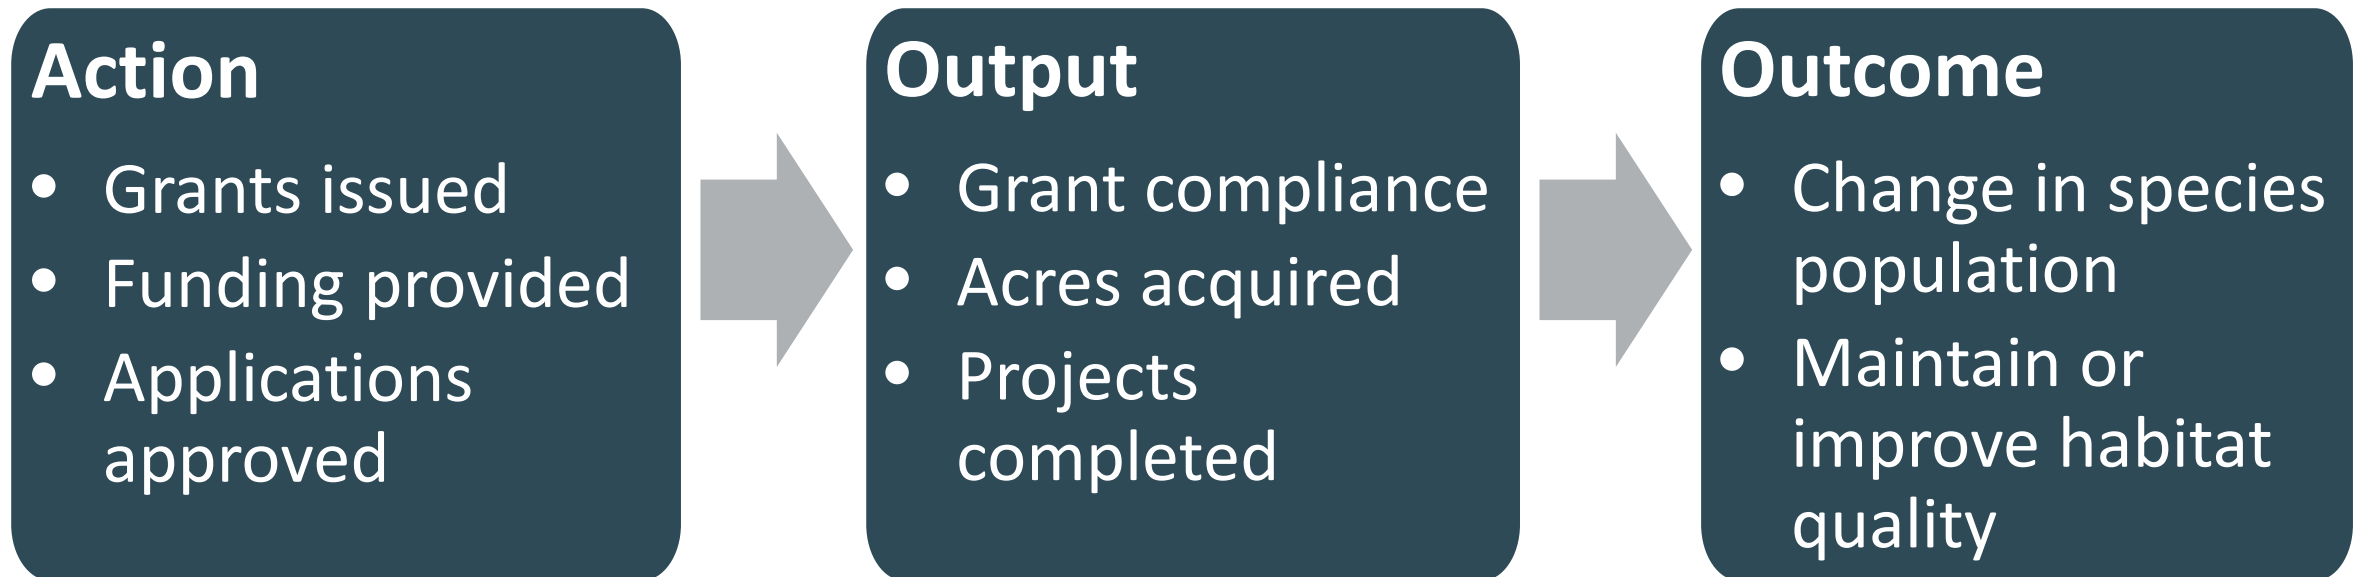 Action
• Grants issued
• Funding provided
• Applications
approved
Output
• Grant compliance
• Acres acquired
• Projects
completed
Outcome
• Change in species
population
• Maintain or
improve habitat
quality